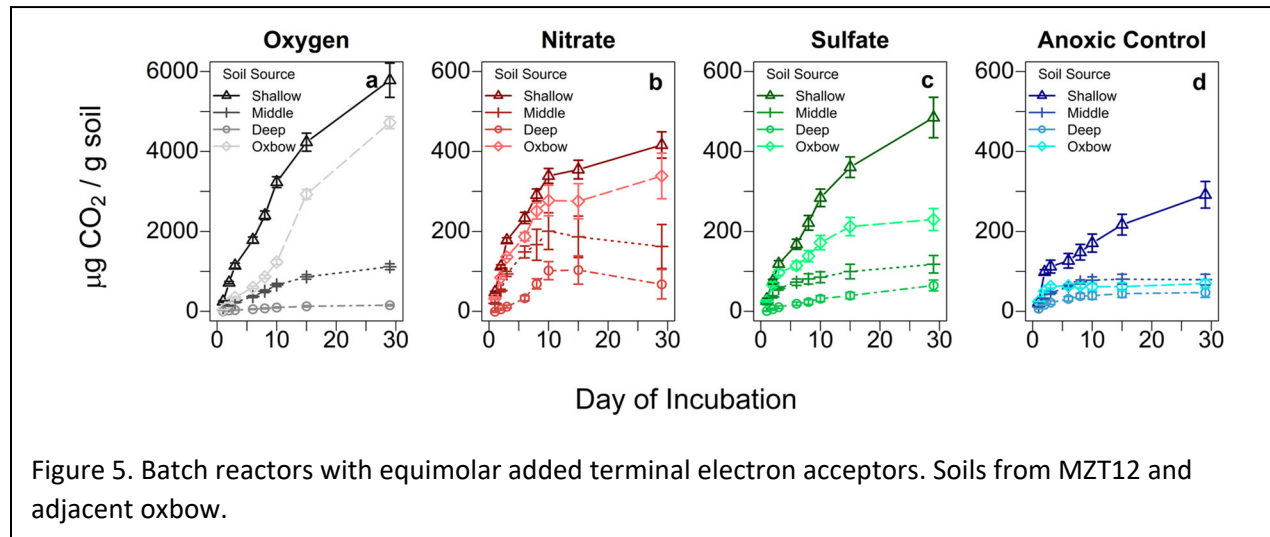 Oxygen
Nitrate
Sulfate
Anoxic Control
µg CO₂ / g soil
6000
4000
2000
0
Soil Source
Shallow
Middle
Deep
Oxbow
a
0 10 20 30
600
400
200
0
Soil Source
Shallow
Middle
Deep
Oxbow
b
0 10 20 30
600
400
200
0
Soil Source
Shallow
Middle
Deep
Oxbow
c
0 10 20 30
600
400
200
0
Soil Source
Shallow
Middle
Deep
Oxbow
d
0 10 20 30
Day of Incubation
Figure 5. Batch reactors with equimolar added terminal electron acceptors. Soils from MZT12 and
adjacent oxbow.